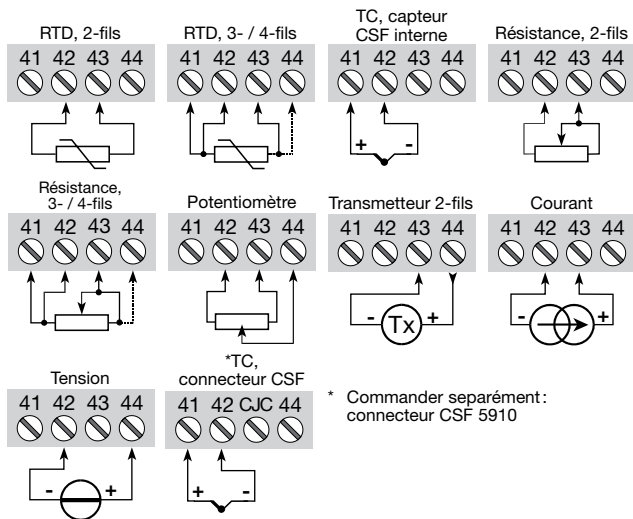 RTD, 2-fils
41 42 43 44
RTD, 3- / 4-fils
41 42 43 44
TC, capteur
CSF interne
41 42 43 44
+ -
Résistance, 2-fils
41 42 43 44
Résistance,
3- / 4-fils
41 42 43 44
Potentiomètre
41 42 43 44
Transmetteur 2-fils
41 42 43 44
- Tx +
Courant
41 42 43 44
- +
Tension
41 42 43 44
- +
*TC,
connecteur CSF
41 42 CJC 44
+ -
* Commander separément:
connecteur CSF 5910